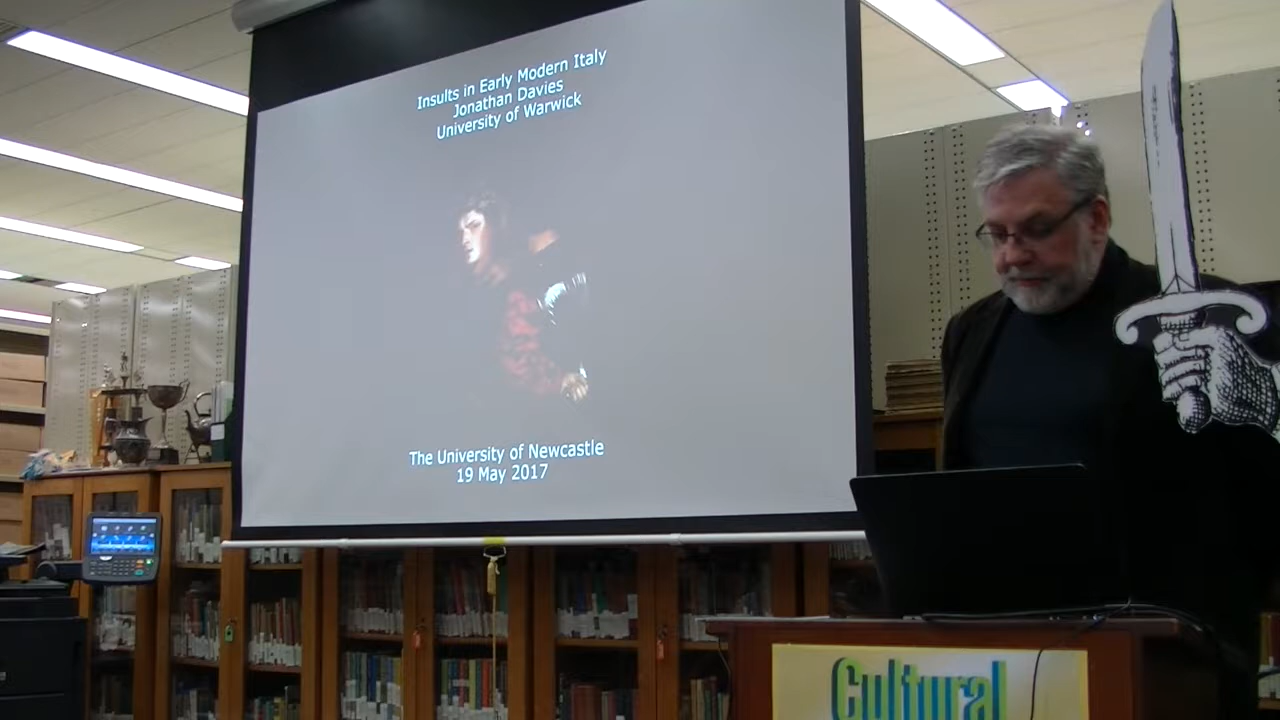 Insults in Early Modern Italy
Jonathan Davies
University of Warwick
The University of Newcastle
19 May 2017
Cultural